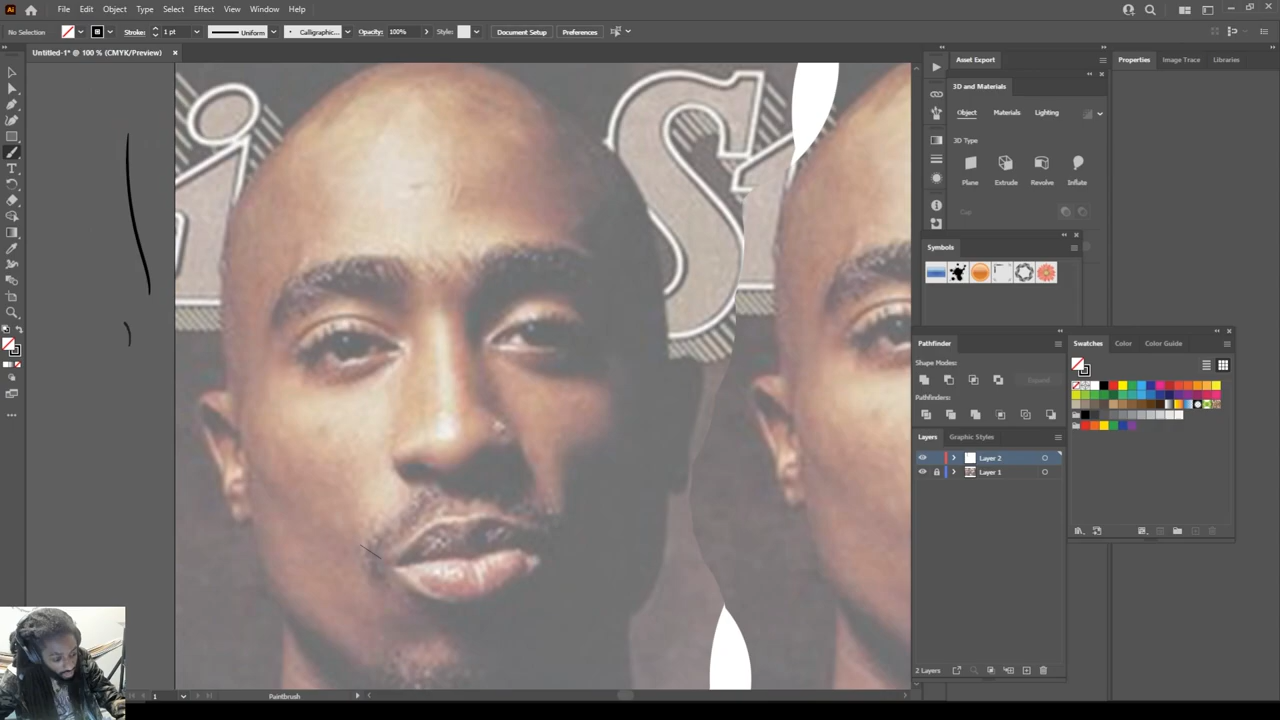 Ai File Edit Object Type Select Effect View Window Help
No Selection Stroke: 1 pt Uniform Calligraphic... Opacity: 100% Style: Document Setup Preferences
Untitled-1* @ 100 % (CMYK/Preview) ×
Asset Export
3D and Materials
Object Materials Lighting
3D Type
Plane Extrude Revolve Inflate
Cap:
Symbols
Properties Image Trace Libraries
Pathfinder
Shape Modes:
Expand
Pathfinders:
Swatches Color Color Guide
Layers Graphic Styles
Layer 2
Layer 1
2 Layers
1 Paintbrush
i S